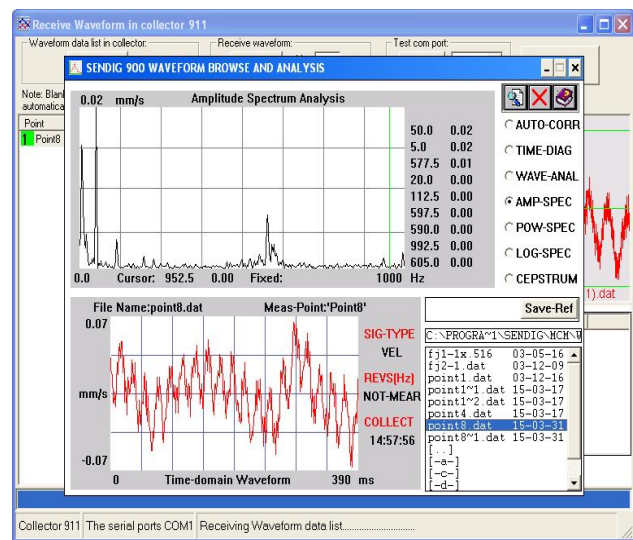 Receive Waveform in collector 911
Waveform data list in collector:
Receive waveform:
Test com port:
SENDIG 900 WAVEFORM BROWSE AND ANALYSIS
Note: Blan
automatica
Point
1 Point8
0.02 mm/s Amplitude Spectrum Analysis
50.0 0.02
5.0 0.02
577.5 0.01
20.0 0.00
112.5 0.00
597.5 0.00
590.0 0.00
992.5 0.00
605.0 0.00
0.0 Cursor: 952.5 0.00 Fixed: 1000 Hz
AUTO-CORR
TIME-DIAG
WAVE-ANAL
AMP-SPEC
POW-SPEC
LOG-SPEC
CEPSTRUM
1).dat
File Name:point8.dat Meas-Point:'Point8'
0.07
mm/s
-0.07
0 Time-domain Waveform 390 ms
SIG-TYPE
VEL
REVS(Hz)
NOT-MEAR
COLLECT
14:57:56
Save-Ref
C:\PROGRA~1\SENDIG\MCM\W
fj1-1x.516 03-05-16
fj2-1.dat 03-12-09
point1.dat 03-12-16
point1~1.dat 15-03-17
point1~2.dat 15-03-17
point4.dat 15-03-17
point8.dat 15-03-31
point8~1.dat 15-03-31
[..]
[-a-]
[-c-]
[-d-]
Collector 911 The serial ports COM1 Receiving Waveform data list..............................